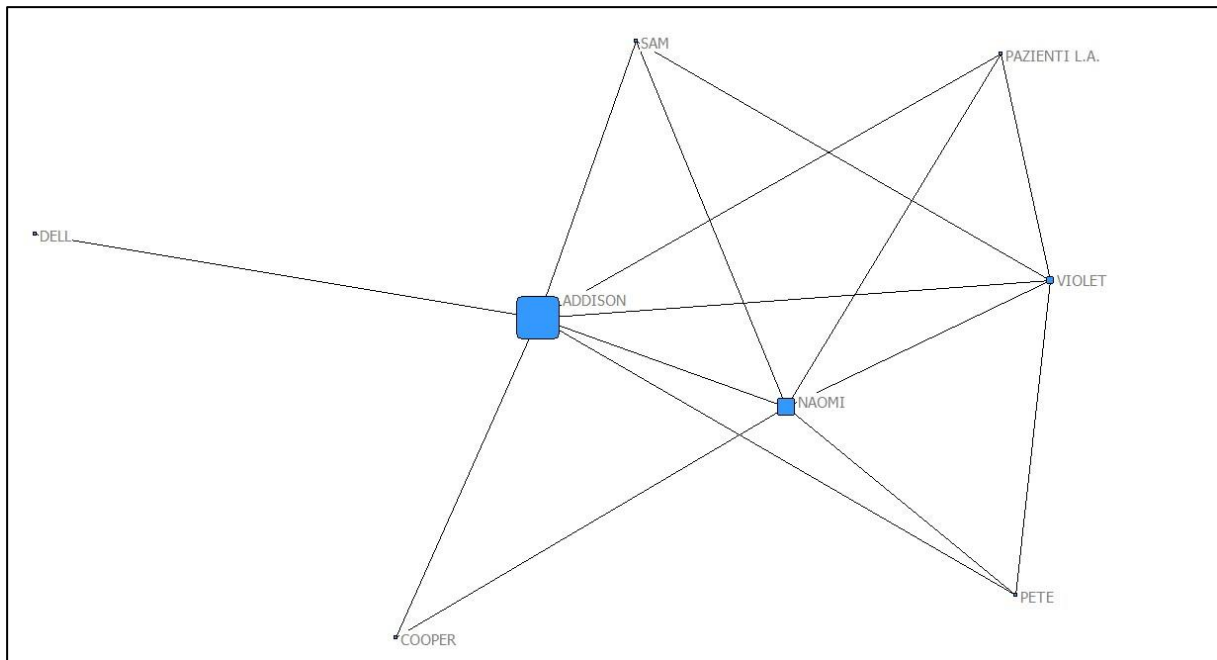 SAM
PAZIENTI L.A.
DELL
VIOLET
ADDISON
NAOMI
PETE
COOPER